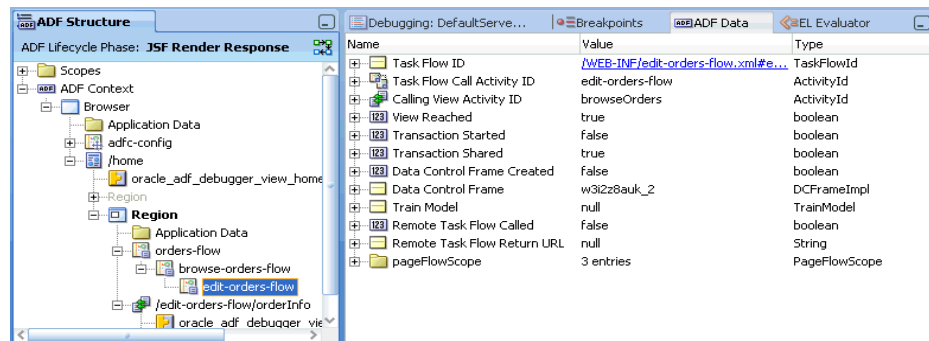 ADF Structure
ADF Lifecycle Phase: JSF Render Response
Scopes
ADF Context
Browser
Application Data
adfc-config
/home
oracle_adf_debugger_view_home
Region
Region
Application Data
orders-flow
browse-orders-flow
edit-orders-flow
/edit-orders-flow/orderInfo
oracle_adf_debugger_vie
Debugging: DefaultServe... Breakpoints ADF Data EL Evaluator
Name Value Type
Task Flow ID /WEB-INF/edit-orders-flow.xml#e... TaskFlowId
Task Flow Call Activity ID edit-orders-flow ActivityId
Calling View Activity ID browseOrders ActivityId
View Reached true boolean
Transaction Started false boolean
Transaction Shared true boolean
Data Control Frame Created false boolean
Data Control Frame w3i2z8auk_2 DCFrameImpl
Train Model null TrainModel
Remote Task Flow Called false boolean
Remote Task Flow Return URL null String
pageFlowScope 3 entries PageFlowScope